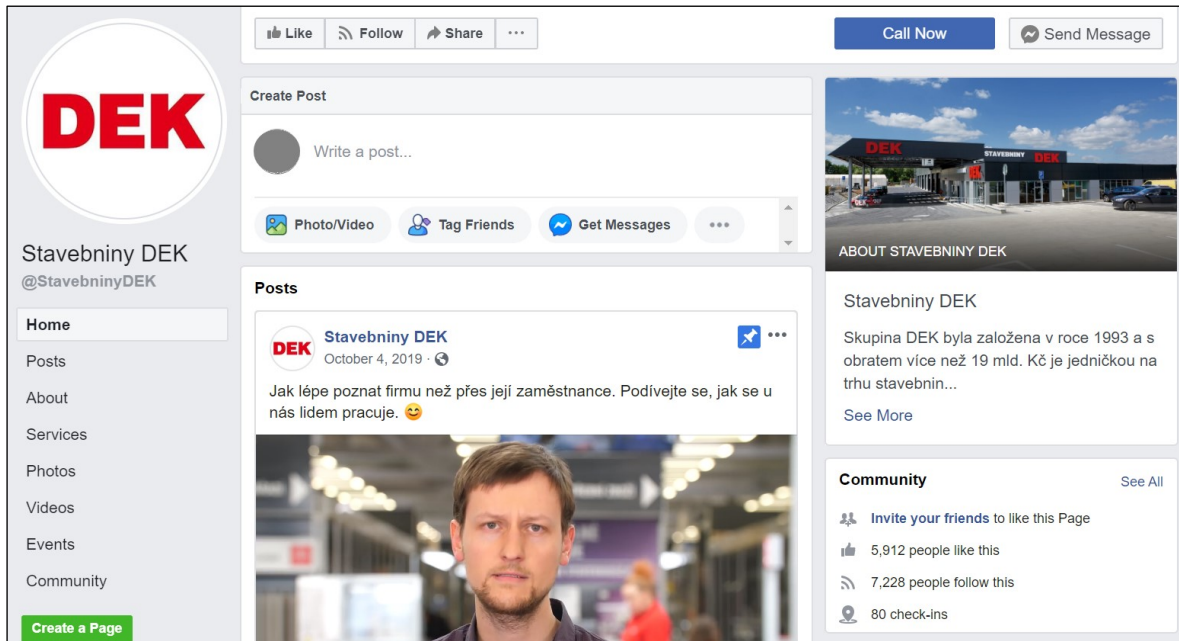 DEK
Stavebniny DEK
@StavebninyDEK
Home
Posts
About
Services
Photos
Videos
Events
Community
Create a Page
Like
Follow
Share
Create Post
Write a post...
Photo/Video
Tag Friends
Get Messages
Posts
DEK
Stavebniny DEK
October 4, 2019 ·
Jak lépe poznat firmu než přes její zaměstnance. Podívejte se, jak se u
nás lidem pracuje.
Call Now
Send Message
DEK
STAVEBNINY DEK
DEK
ABOUT STAVEBNINY DEK
Stavebniny DEK
Skupina DEK byla založena v roce 1993 a s
obratem více než 19 mld. Kč je jedničkou na
trhu stavebnin...
See More
Community
See All
Invite your friends to like this Page
5,912 people like this
7,228 people follow this
80 check-ins